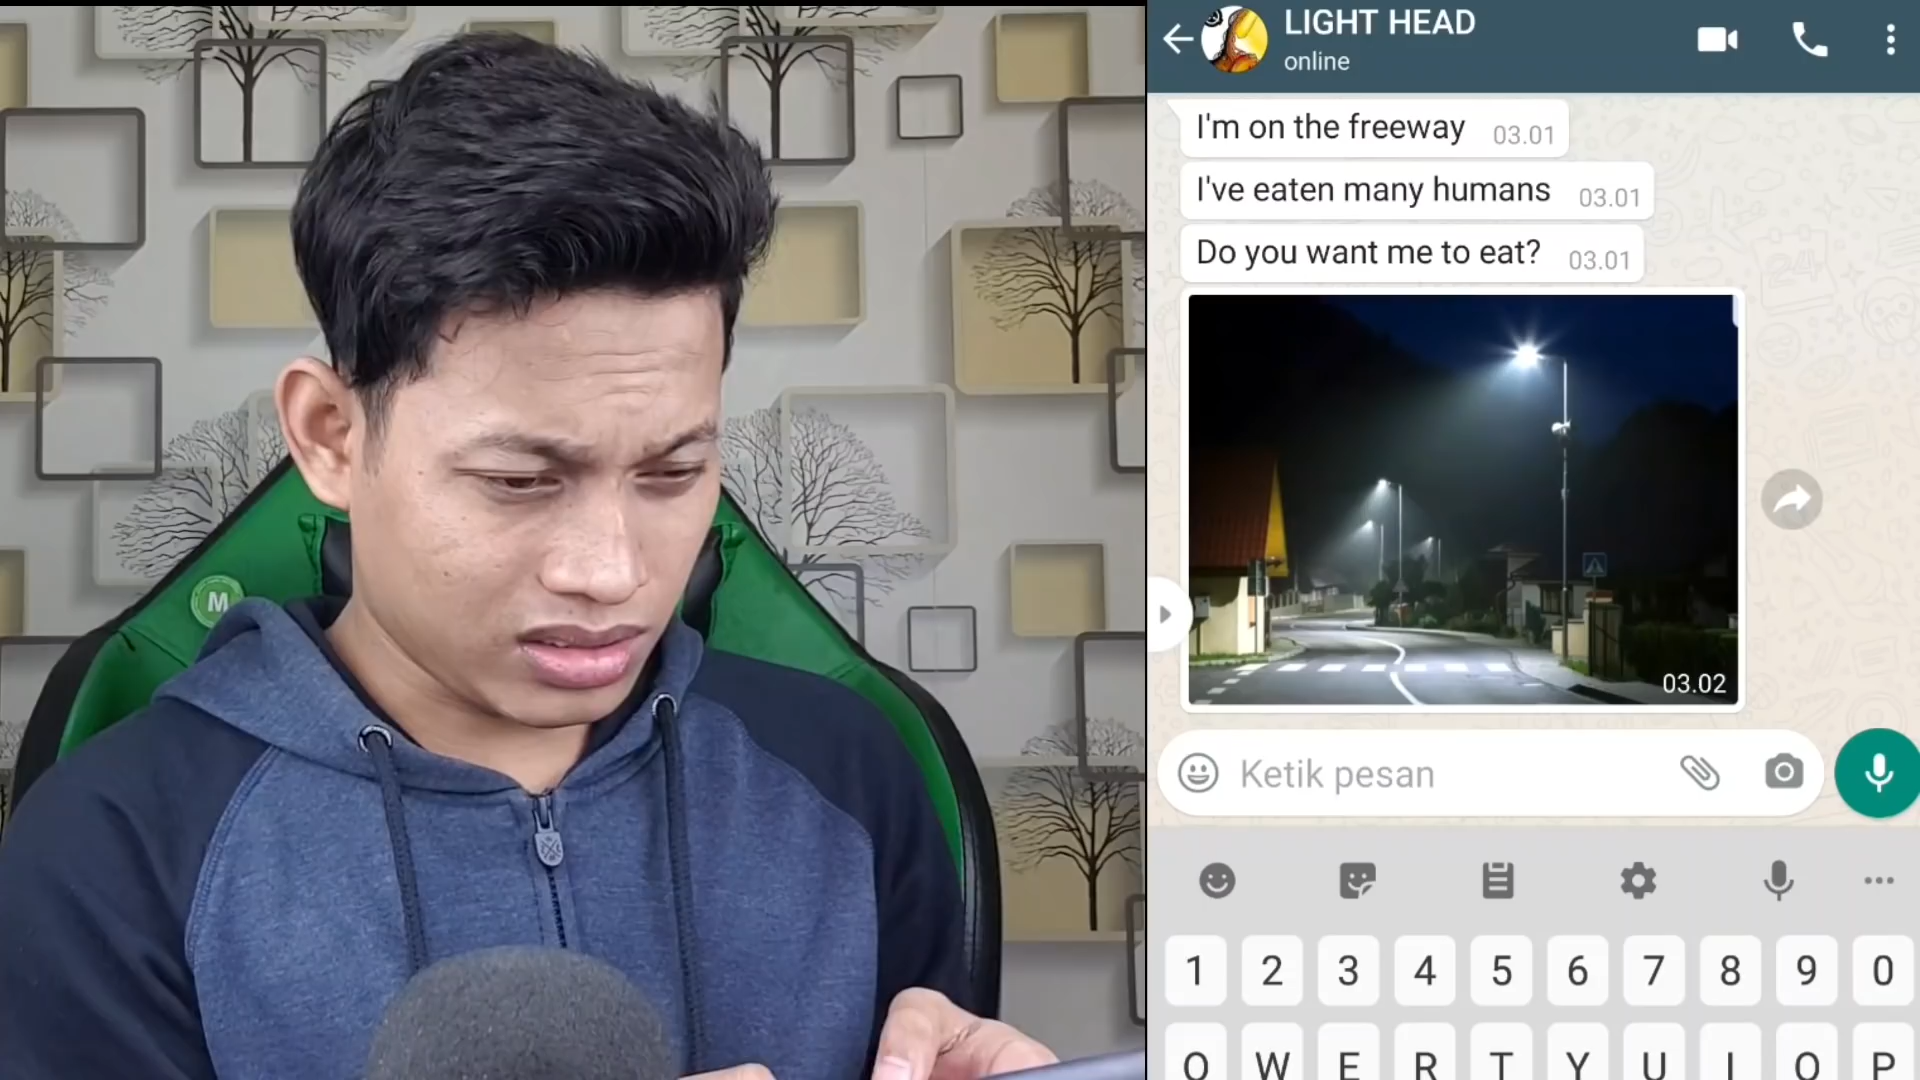 LIGHT HEAD
online
I'm on the freeway 03.01
I've eaten many humans 03.01
Do you want me to eat? 03.01
03.02
Ketik pesan
1 2 3 4 5 6 7 8 9 0
Q W E R T Y U I O P
M